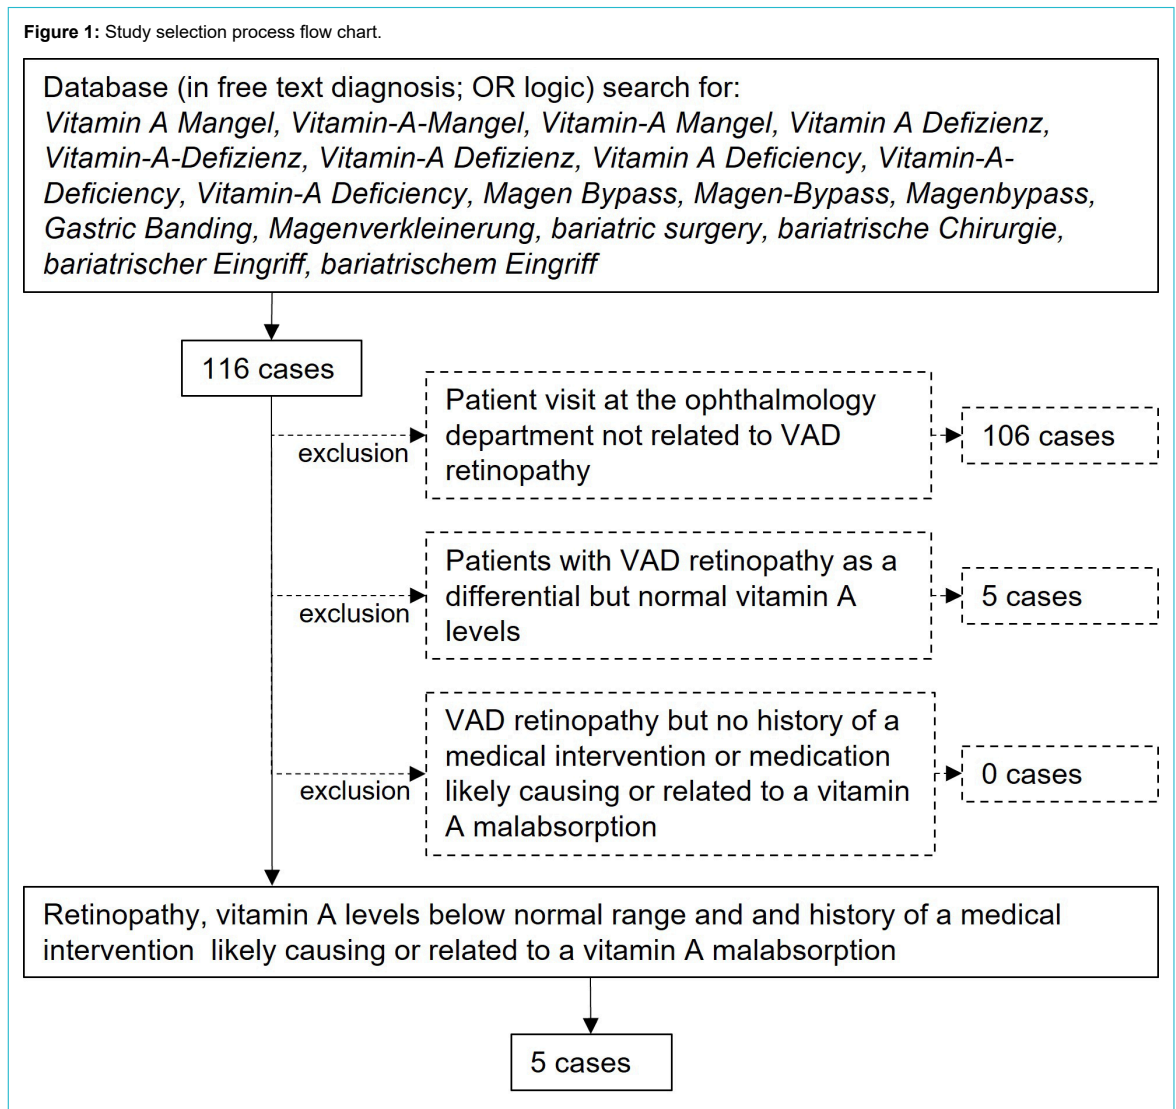 Figure 1: Study selection process flow chart.
Database (in free text diagnosis; OR logic) search for:
Vitamin A Mangel, Vitamin-A-Mangel, Vitamin-A Mangel, Vitamin A Defizienz,
Vitamin-A-Defizienz, Vitamin-A Defizienz, Vitamin A Deficiency, Vitamin-A-
Deficiency, Vitamin-A Deficiency, Magen Bypass, Magen-Bypass, Magenbypass,
Gastric Banding, Magenverkleinerung, bariatric surgery, bariatrische Chirurgie,
bariatrischer Eingriff, bariatrischem Eingriff
116 cases
exclusion
Patient visit at the ophthalmology
department not related to VAD
retinopathy
106 cases
exclusion
Patients with VAD retinopathy as a
differential but normal vitamin A
levels
5 cases
exclusion
VAD retinopathy but no history of a
medical intervention or medication
likely causing or related to a vitamin
A malabsorption
0 cases
Retinopathy, vitamin A levels below normal range and and history of a medical
intervention  likely causing or related to a vitamin A malabsorption
5 cases